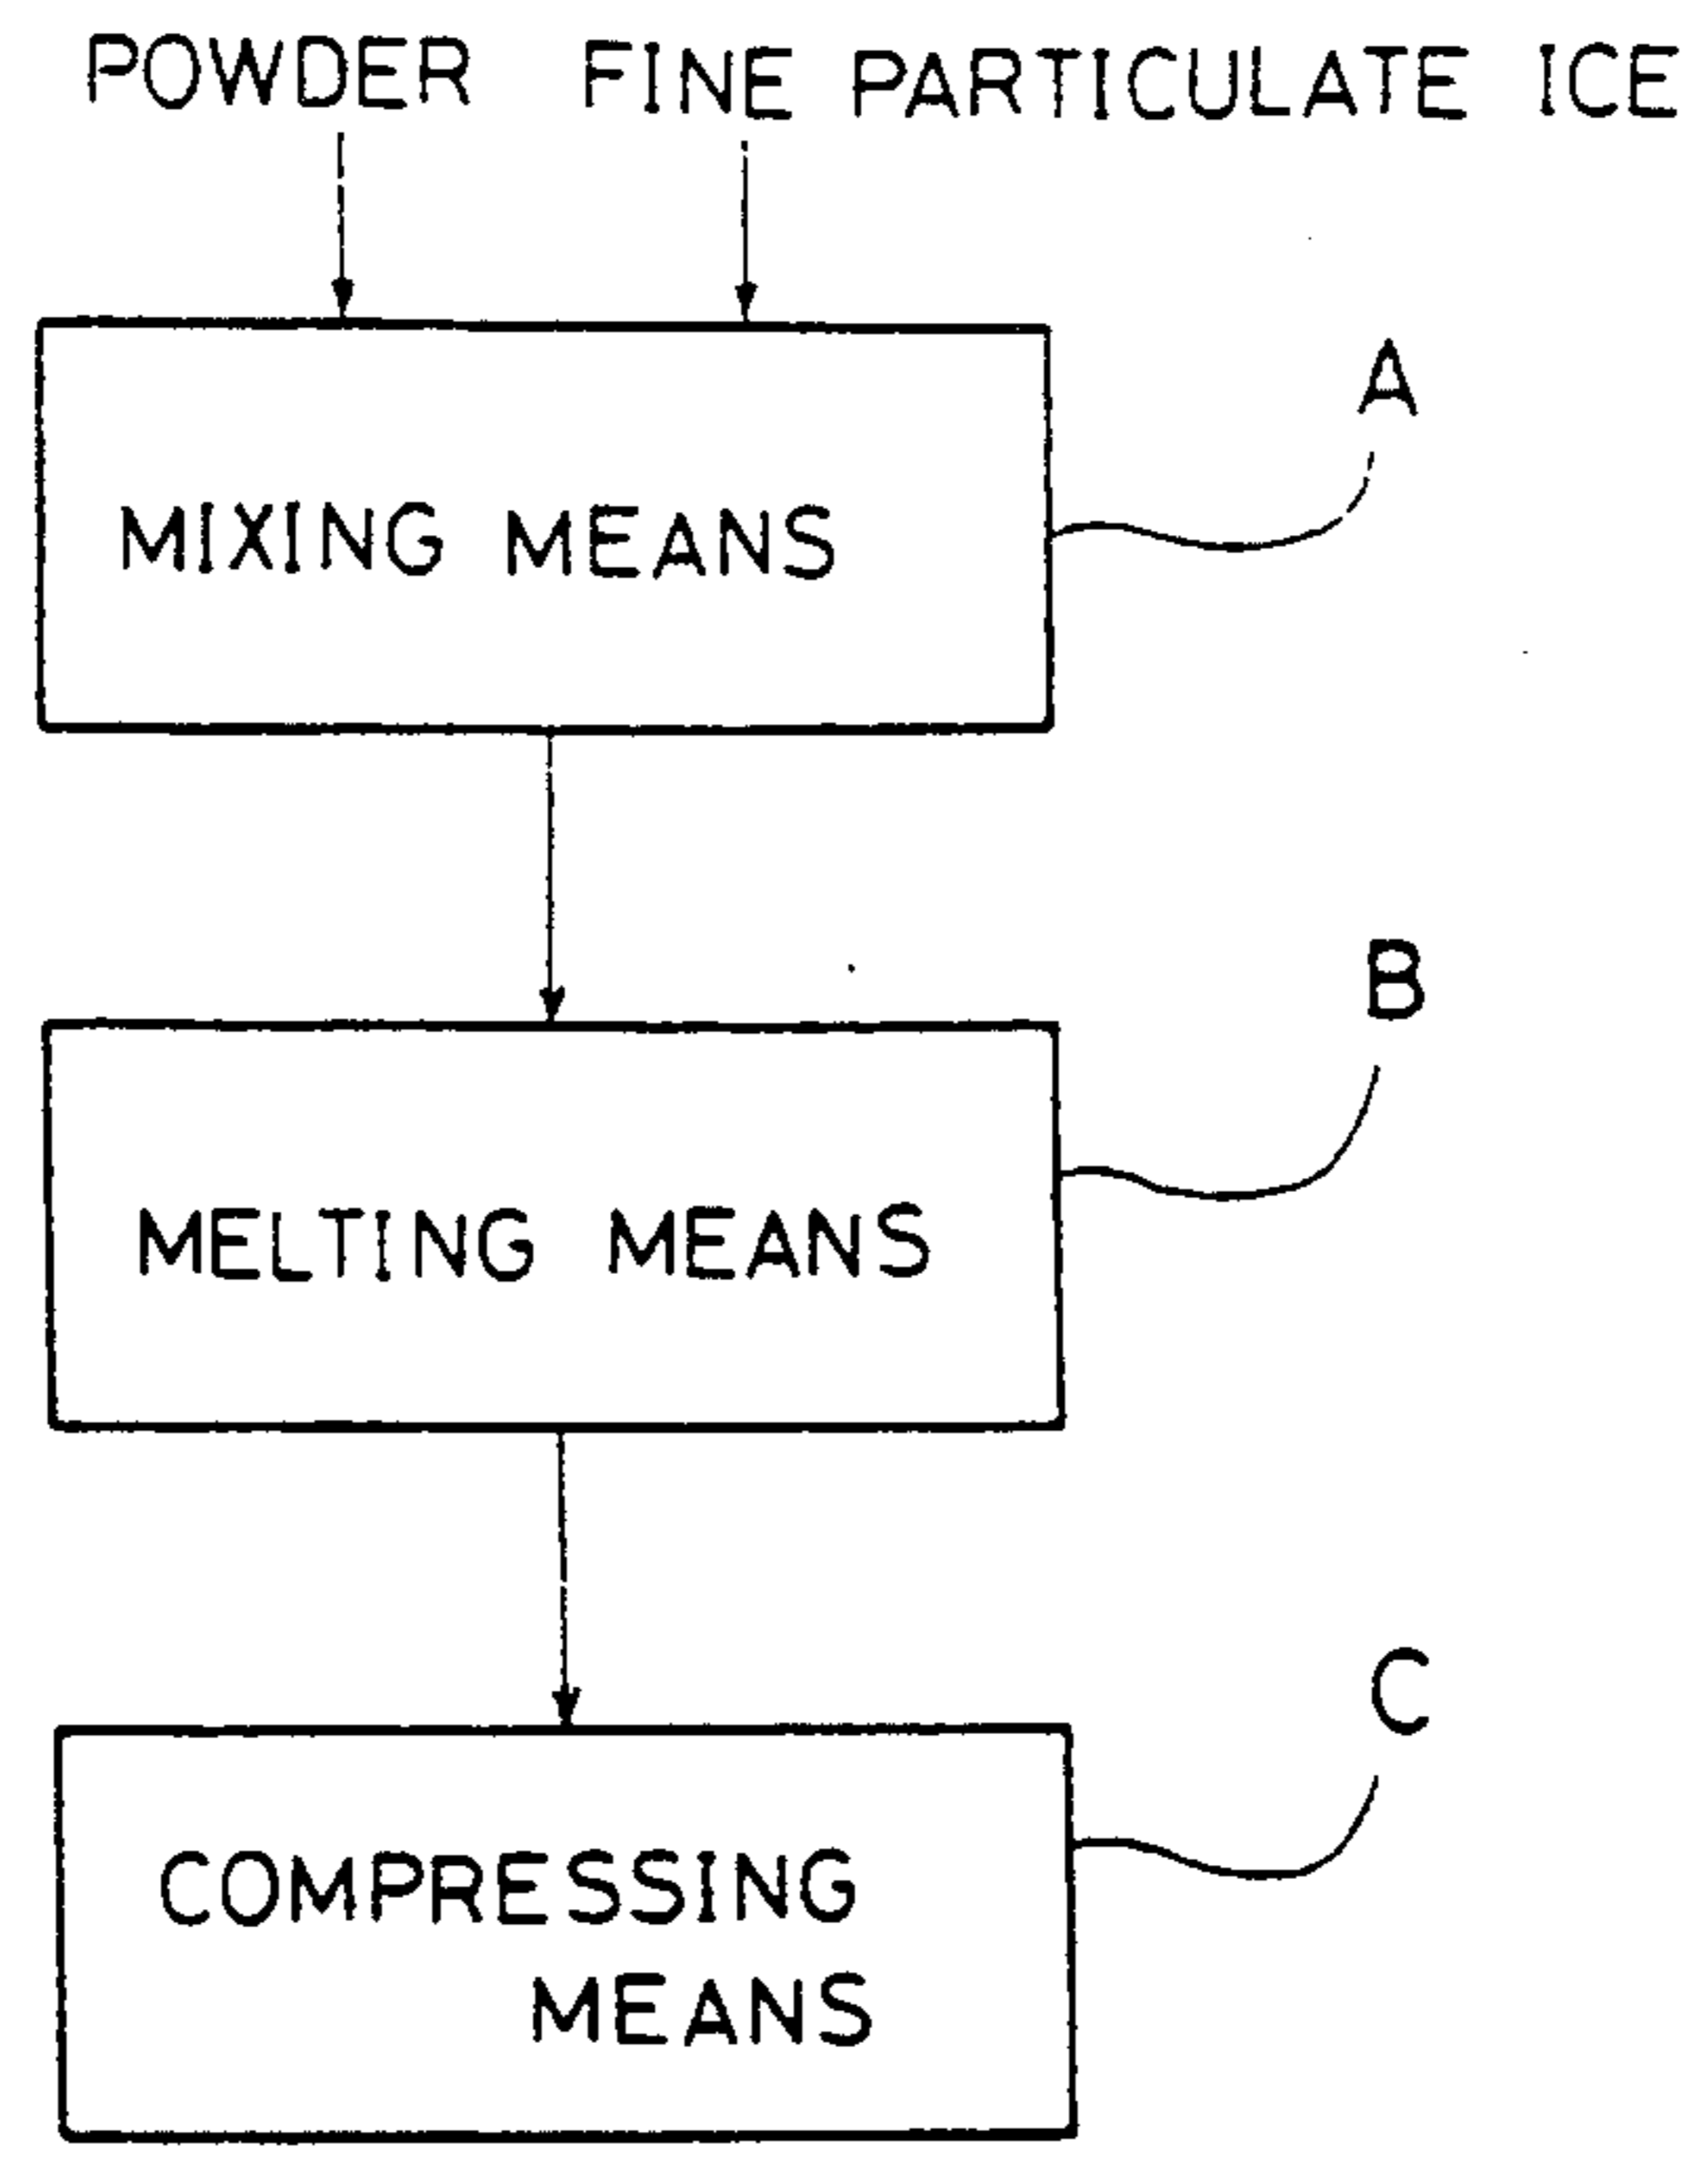 POWDER FINE PARTICULATE ICE
MIXING MEANS
A
MELTING MEANS
B
COMPRESSING
MEANS
C